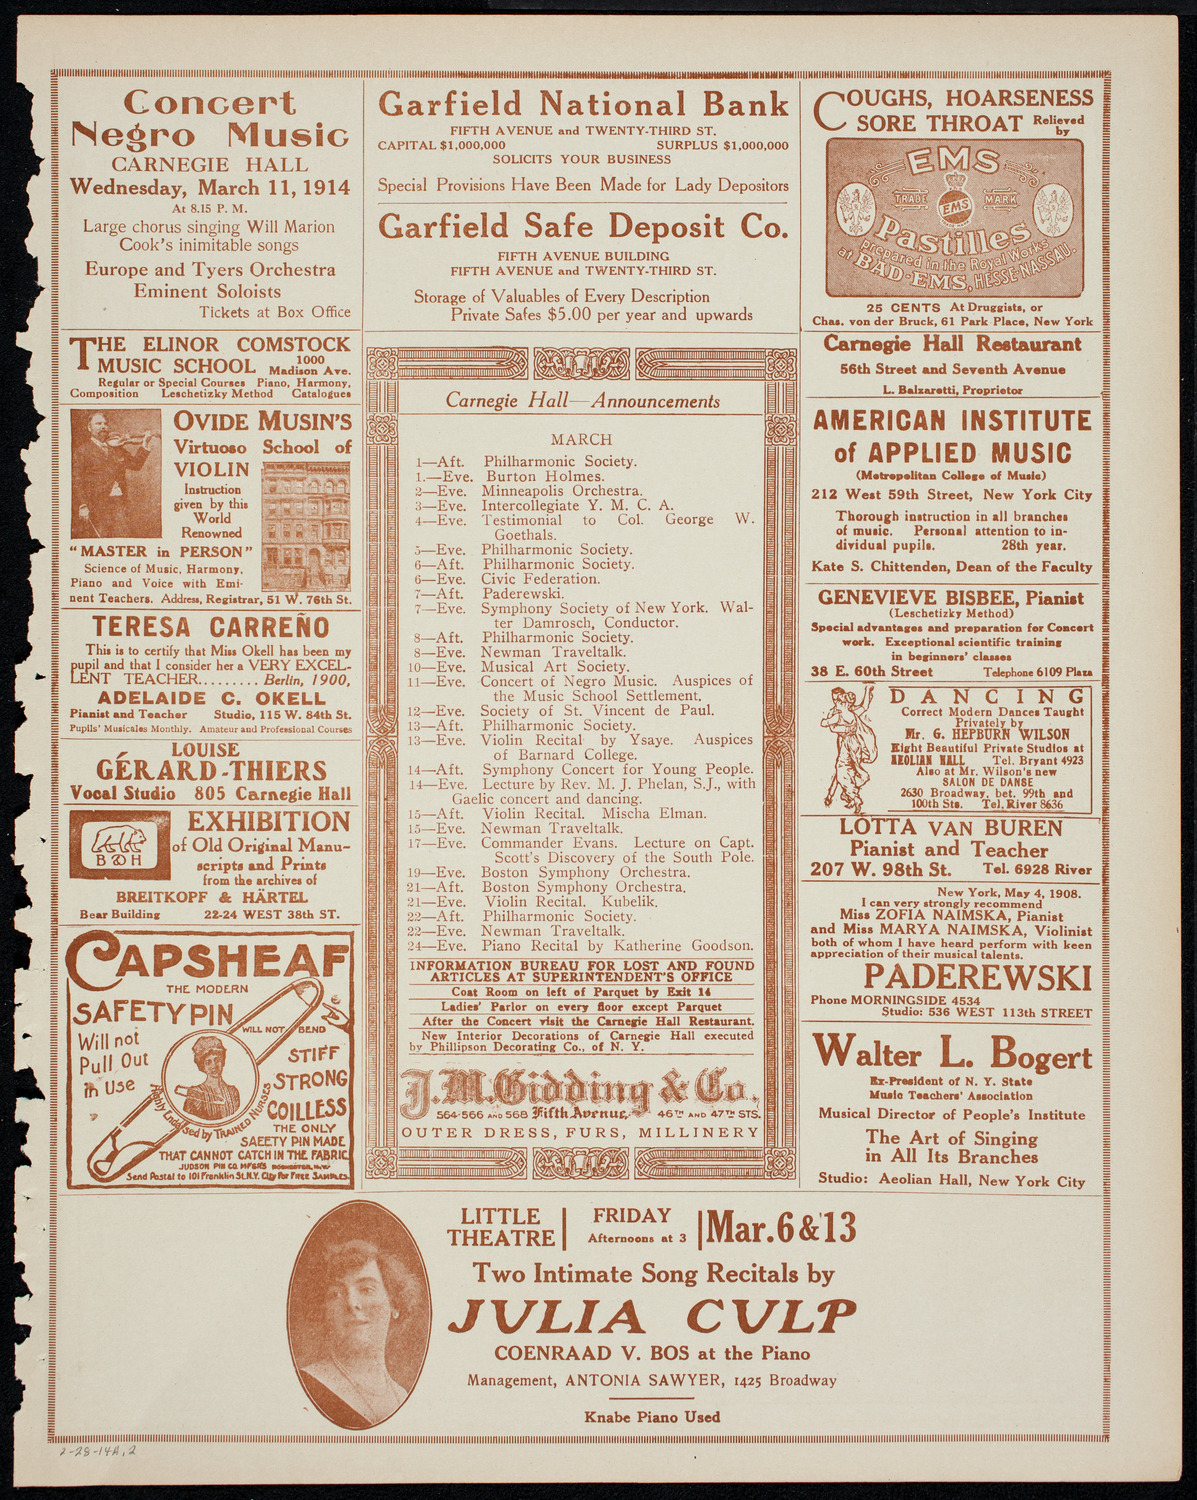 Concert
Negro Music
CARNEGIE HALL
Wednesday, March 11, 1914
At 8.15 P. M.
Large chorus singing Will Marion
Cook's inimitable songs
Europe and Tyers Orchestra
Eminent Soloists
Tickets at Box Office
THE ELINOR COMSTOCK
MUSIC SCHOOL 1000
Madison Ave.
Regular or Special Courses Piano, Harmony,
Composition Leschetizky Method Catalogues
OVIDE MUSIN'S
Virtuoso School of
VIOLIN
Instruction
given by this
World
Renowned
"MASTER in PERSON"
Science of Music, Harmony,
Piano and Voice with Emi-
nent Teachers. Address, Registrar, 51 W. 76th St.
TERESA CARREÑO
This is to certify that Miss Okell has been my
pupil and that I consider her a VERY EXCEL-
LENT TEACHER......... Berlin, 1900,
ADELAIDE C. OKELL
Pianist and Teacher Studio, 115 W. 84th St.
Pupils' Musicales Monthly. Amateur and Professional Courses
LOUISE
GÉRARD-THIERS
Vocal Studio 805 Carnegie Hall
B & H
EXHIBITION
of Old Original Manu-
scripts and Prints
from the archives of
BREITKOPF & HÄRTEL
Bear Building 22-24 WEST 38th ST.
CAPSHEAF
THE MODERN
SAFETY PIN
WILL NOT BEND
Will not
Pull Out
in Use
STIFF
STRONG
COILLESS
Highly Endorsed by TRAINED NURSES
THE ONLY
SAFETY PIN MADE
THAT CANNOT CATCH IN THE FABRIC.
JUDSON PIN CO. MFGRS. ROCHESTER, N.Y.
Send Postal to 101 Franklin St. N.Y. City For Free Samples.
Garfield National Bank
FIFTH AVENUE and TWENTY-THIRD ST.
CAPITAL $1,000,000 SURPLUS $1,000,000
SOLICITS YOUR BUSINESS
Special Provisions Have Been Made for Lady Depositors
Garfield Safe Deposit Co.
FIFTH AVENUE BUILDING
FIFTH AVENUE and TWENTY-THIRD ST.
Storage of Valuables of Every Description
Private Safes $5.00 per year and upwards
Carnegie Hall—Announcements
MARCH
1—Aft. Philharmonic Society.
1.—Eve. Burton Holmes.
2—Eve. Minneapolis Orchestra.
3—Eve. Intercollegiate Y. M. C. A.
4—Eve. Testimonial to Col. George W.
Goethals.
5—Eve. Philharmonic Society.
6—Aft. Philharmonic Society.
6—Eve. Civic Federation.
7—Aft. Paderewski.
7—Eve. Symphony Society of New York. Wal-
ter Damrosch, Conductor.
8—Aft. Philharmonic Society.
8—Eve. Newman Traveltalk.
10—Eve. Musical Art Society.
11—Eve. Concert of Negro Music. Auspices of
the Music School Settlement.
12—Eve. Society of St. Vincent de Paul.
13—Aft. Philharmonic Society.
13—Eve. Violin Recital by Ysaye. Auspices
of Barnard College.
14—Aft. Symphony Concert for Young People.
14—Eve. Lecture by Rev. M. J. Phelan, S.J., with
Gaelic concert and dancing.
15—Aft. Violin Recital. Mischa Elman.
15—Eve. Newman Traveltalk.
17—Eve. Commander Evans. Lecture on Capt.
Scott's Discovery of the South Pole.
19—Eve. Boston Symphony Orchestra.
21—Aft. Boston Symphony Orchestra.
21—Eve. Violin Recital. Kubelik.
22—Aft. Philharmonic Society.
22—Eve. Newman Traveltalk.
24—Eve. Piano Recital by Katherine Goodson.
INFORMATION BUREAU FOR LOST AND FOUND
ARTICLES AT SUPERINTENDENT'S OFFICE
Coat Room on left of Parquet by Exit 14
Ladies' Parlor on every floor except Parquet
After the Concert visit the Carnegie Hall Restaurant.
New Interior Decorations of Carnegie Hall executed
by Phillipson Decorating Co., of N. Y.
J. M. Gidding & Co.
564-566 AND 568 Fifth Avenue, 46TH AND 47TH STS.
OUTER DRESS, FURS, MILLINERY
COUGHS, HOARSENESS
SORE THROAT Relieved
by
EMS
TRADE EMS MARK
Pastilles
prepared in the Royal Works
at BAD-EMS, HESSE-NASSAU.
25 CENTS At Druggists, or
Chas. von der Bruck, 61 Park Place, New York
Carnegie Hall Restaurant
56th Street and Seventh Avenue
L. Balzaretti, Proprietor
AMERICAN INSTITUTE
of APPLIED MUSIC
(Metropolitan College of Music)
212 West 59th Street, New York City
Thorough instruction in all branches
of music. Personal attention to in-
dividual pupils. 28th year.
Kate S. Chittenden, Dean of the Faculty
GENEVIEVE BISBEE, Pianist
(Leschetizky Method)
Special advantages and preparation for Concert
work. Exceptional scientific training
in beginners' classes
38 E. 60th Street Telephone 6109 Plaza
DANCING
Correct Modern Dances Taught
Privately by
Mr. G. HEPBURN WILSON
Eight Beautiful Private Studios at
AEOLIAN HALL Tel. Bryant 4923
Also at Mr. Wilson's new
SALON DE DANSE
2630 Broadway, bet. 99th and
100th Sts. Tel. River 8636
LOTTA VAN BUREN
Pianist and Teacher
207 W. 98th St. Tel. 6928 River
New York, May 4, 1908.
I can very strongly recommend
Miss ZOFIA NAIMSKA, Pianist
and Miss MARYA NAIMSKA, Violinist
both of whom I have heard perform with keen
appreciation of their musical talents.
PADEREWSKI
Phone MORNINGSIDE 4534
Studio: 536 WEST 113th STREET
Walter L. Bogert
Ex-President of N. Y. State
Music Teachers' Association
Musical Director of People's Institute
The Art of Singing
in All Its Branches
Studio: Aeolian Hall, New York City
LITTLE
THEATRE
FRIDAY
Afternoons at 3
Mar. 6 & 13
Two Intimate Song Recitals by
JULIA CULP
COENRAAD V. BOS at the Piano
Management, ANTONIA SAWYER, 1425 Broadway
Knabe Piano Used
2-28-14A, 2